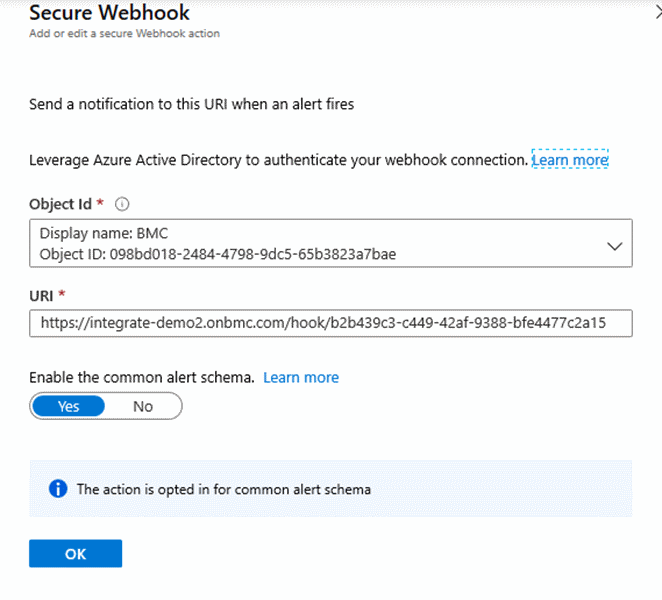 Secure Webhook
Add or edit a secure Webhook action
Send a notification to this URI when an alert fires
Leverage Azure Active Directory to authenticate your webhook connection. Learn more
Object Id *
Display name: BMC
Object ID: 098bd018-2484-4798-9dc5-65b3823a7bae
URI *
https://integrate-demo2.onbmc.com/hook/b2b439c3-c449-42af-9388-bfe4477c2a15
Enable the common alert schema. Learn more
Yes No
The action is opted in for common alert schema
OK